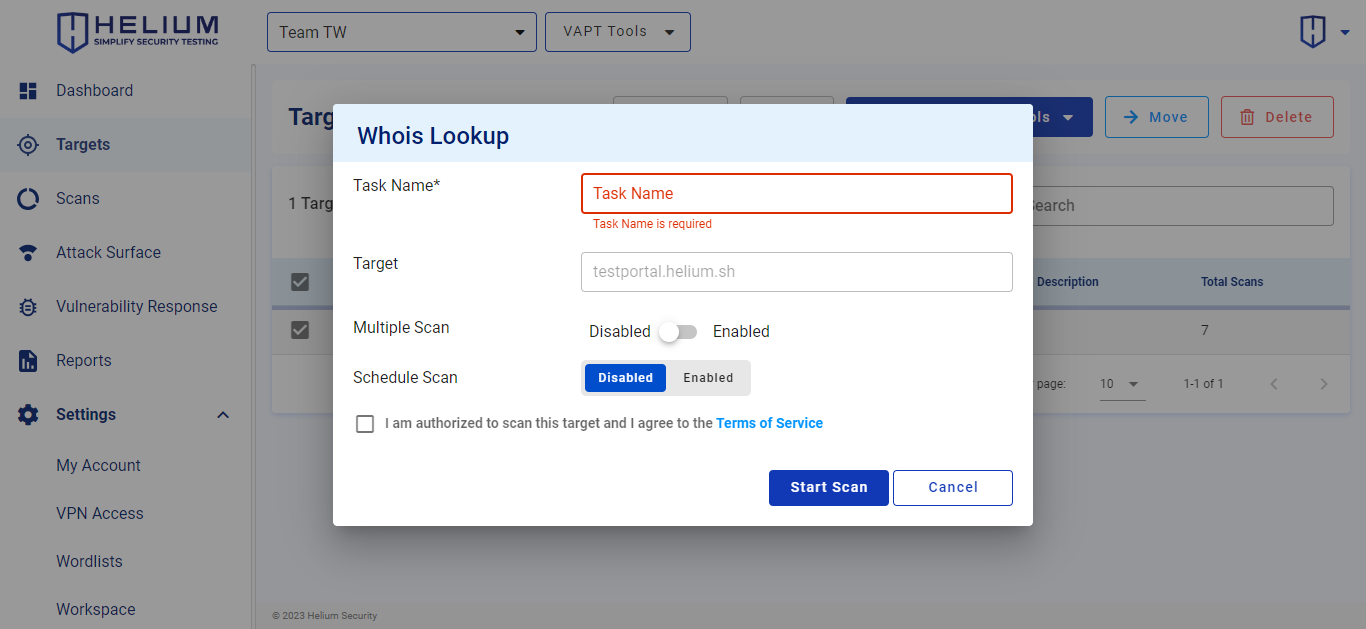 HELIUM
SIMPLIFY SECURITY TESTING
Team TW
VAPT Tools
Dashboard
Targets
Scans
Attack Surface
Vulnerability Response
Reports
Settings
My Account
VPN Access
Wordlists
Workspace
Move
Delete
1
Description
Total Scans
7
page:
10
1-1 of 1
Whois Lookup
Task Name*
Task Name
Task Name is required
Target
testportal.helium.sh
Multiple Scan
Disabled
Enabled
Schedule Scan
Disabled
Enabled
I am authorized to scan this target and I agree to the Terms of Service
Start Scan
Cancel
© 2023 Helium Security